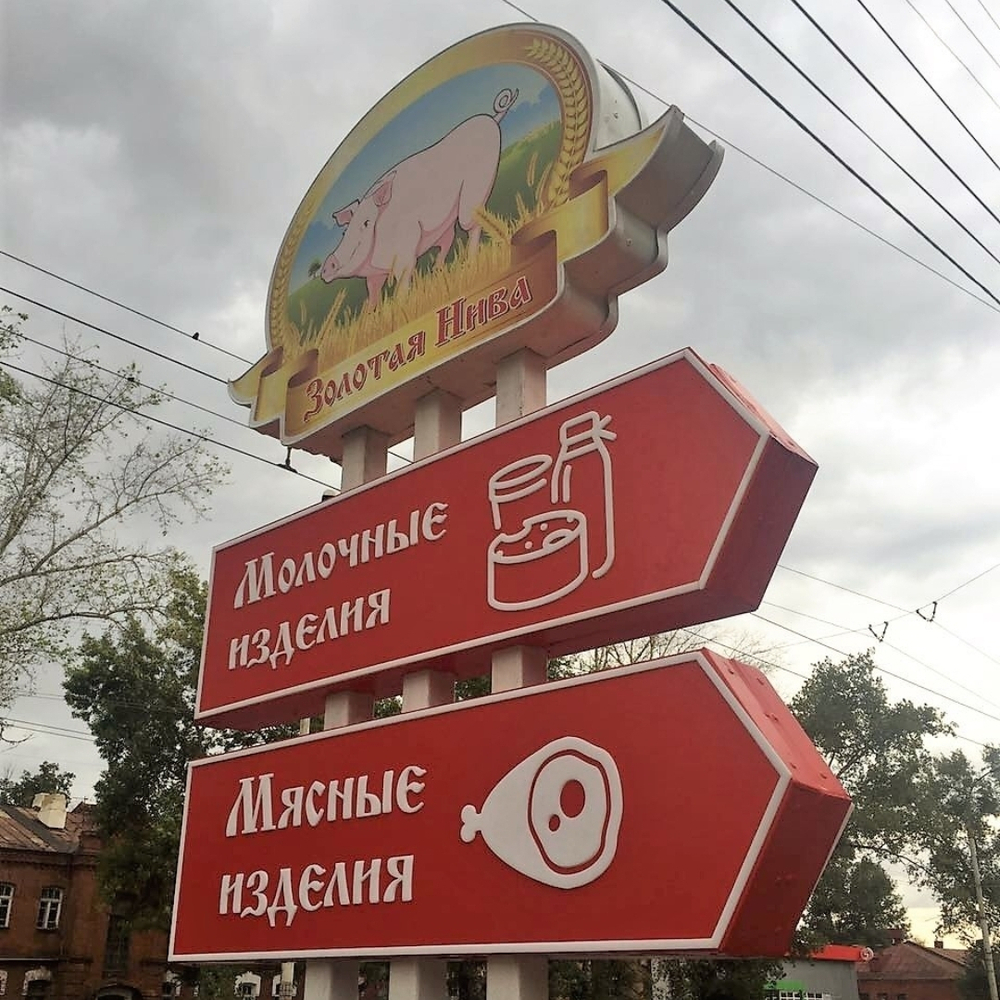 Золотая Нива
Молочные
изделия
Мясные
изделия